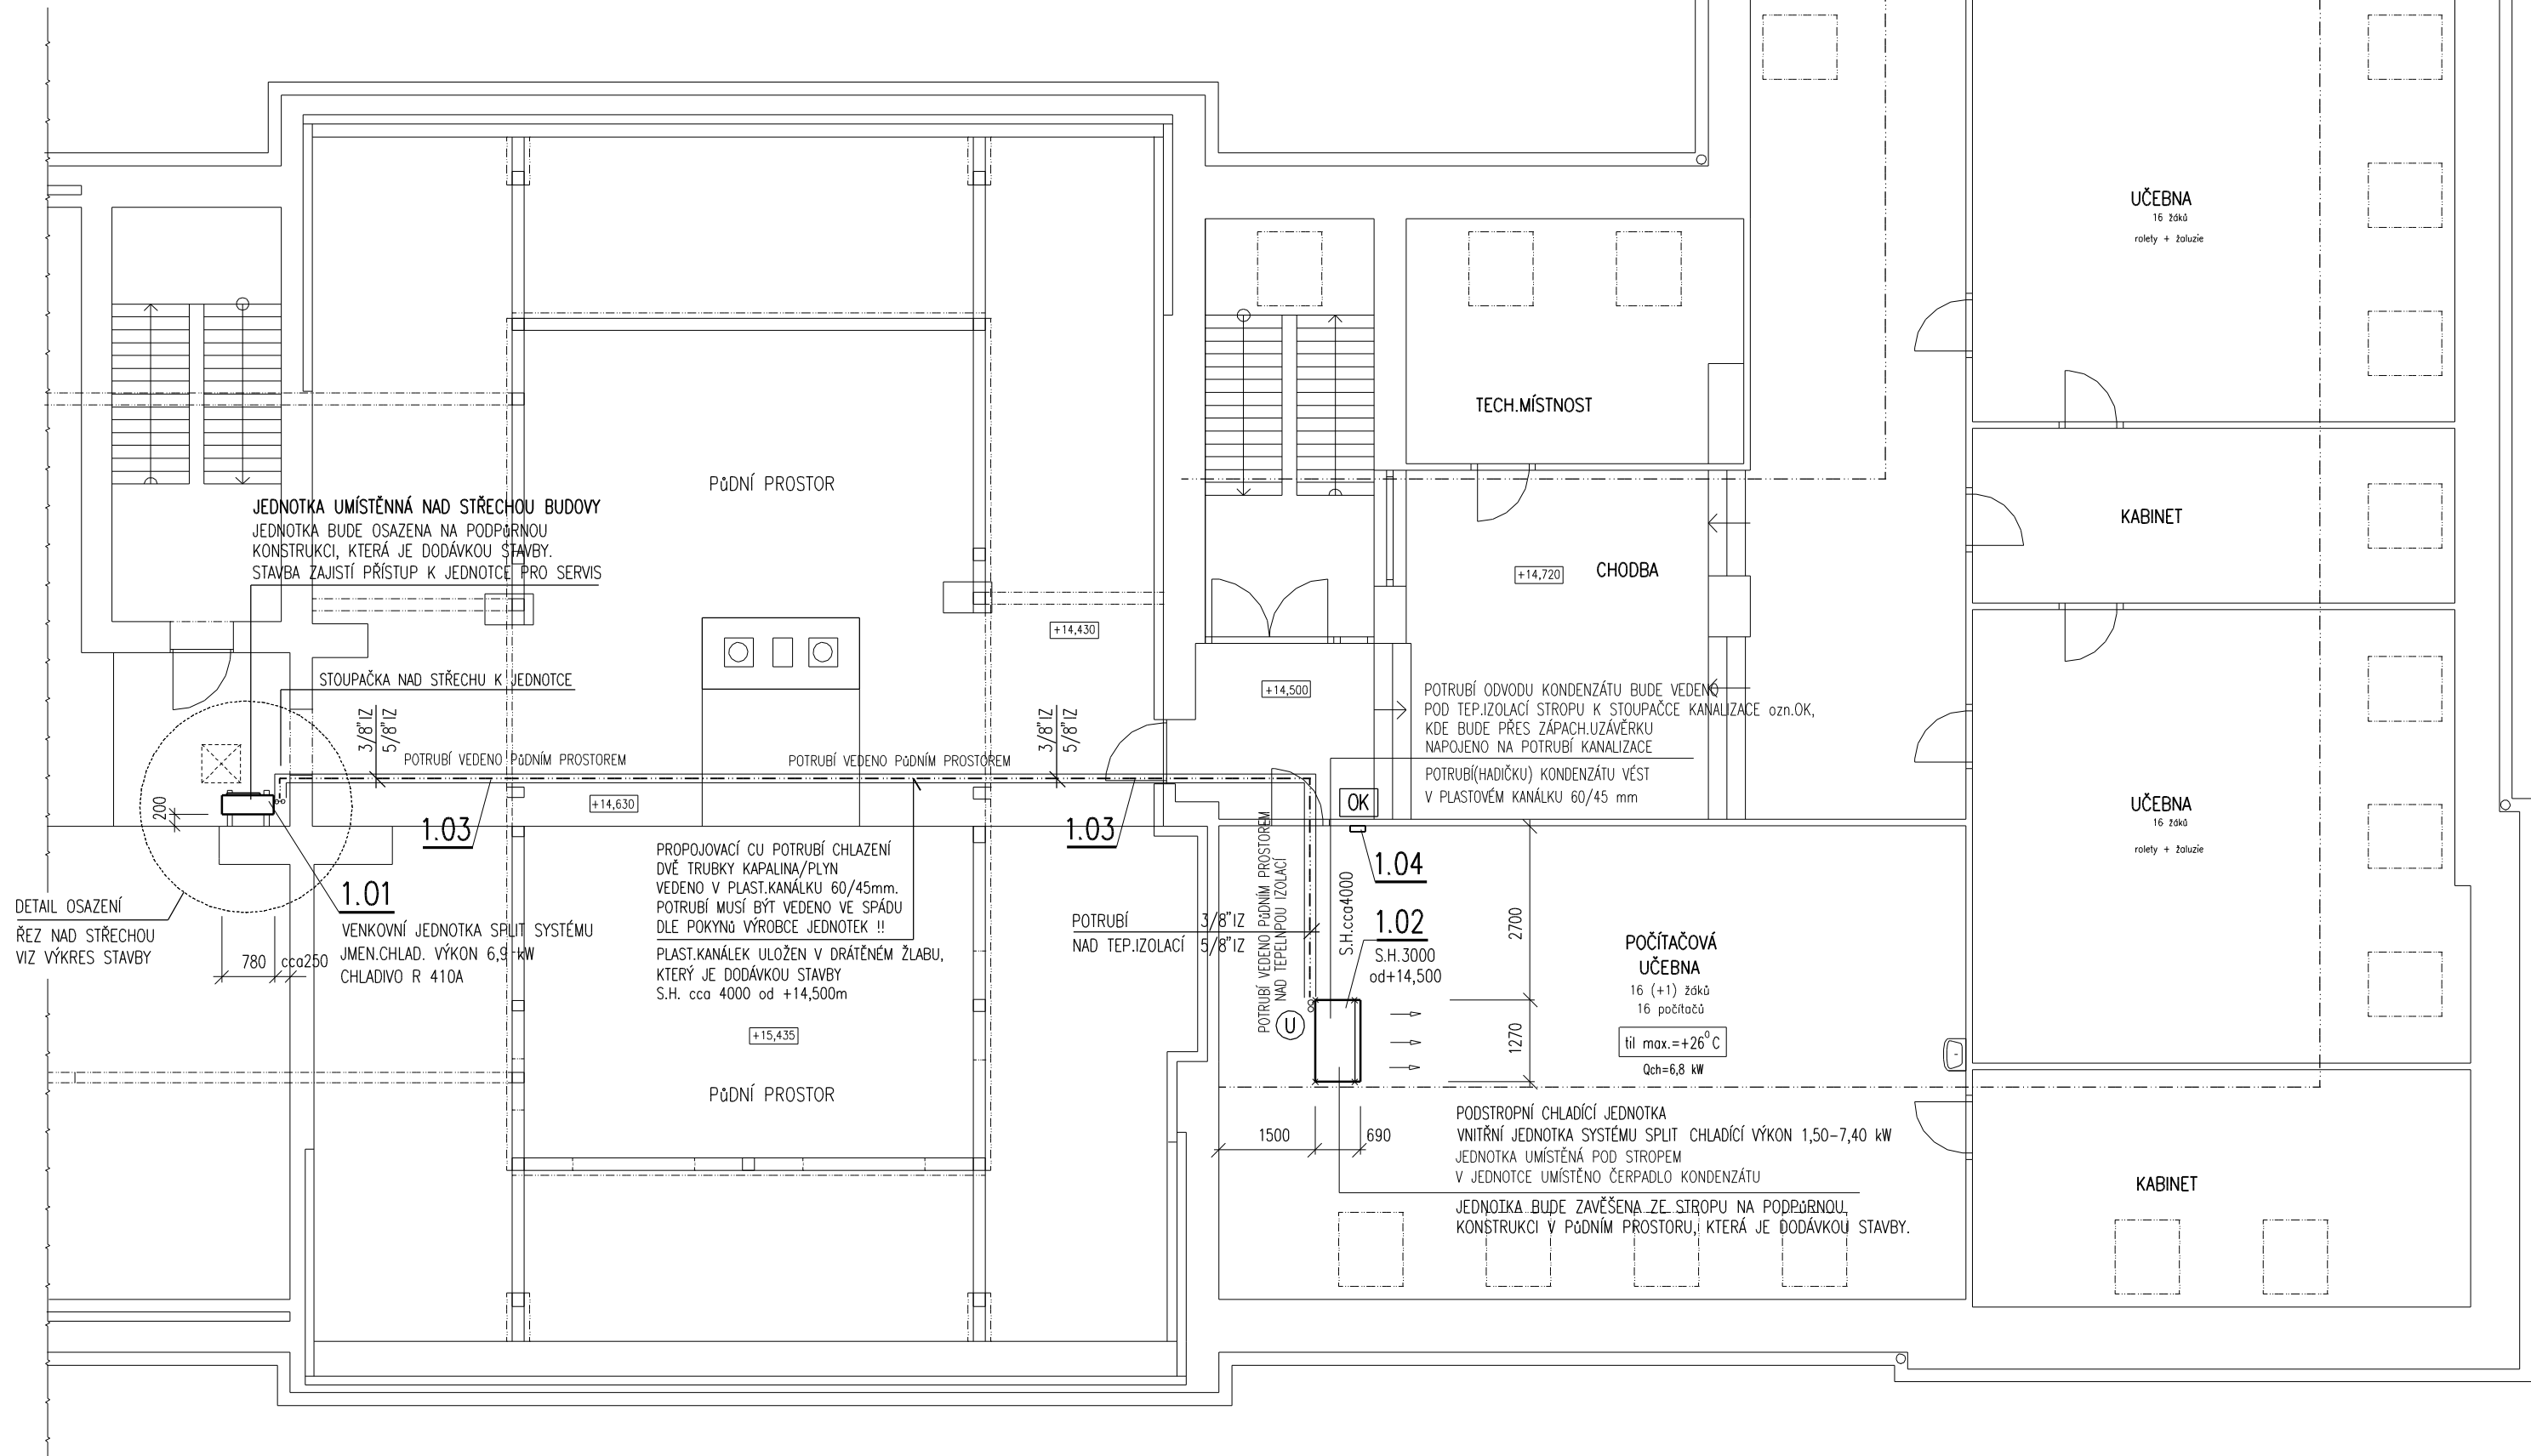 UČEBNA
16 žáků
rolety + žaluzie
TECH.MÍSTNOST
PůDNÍ PROSTOR
KABINET
CHODBA
+14,720
JEDNOTKA UMÍSTĚNNÁ NAD STŘECHOU BUDOVY
JEDNOTKA BUDE OSAZENA NA PODPůRNOU
KONSTRUKCI, KTERÁ JE DODÁVKOU STAVBY.
STAVBA ZAJISTÍ PŘÍSTUP K JEDNOTCE PRO SERVIS
+14,430
STOUPAČKA NAD STŘECHU K JEDNOTCE
+14,500
POTRUBÍ ODVODU KONDENZÁTU BUDE VEDENO
POD TEP.IZOLACÍ STROPU K STOUPAČCE KANALIZACE ozn.OK,
KDE BUDE PŘES ZÁPACH.UZÁVĚRKU
NAPOJENO NA POTRUBÍ KANALIZACE
POTRUBÍ(HADIČKU) KONDENZÁTU VÉST
V PLASTOVÉM KANÁLKU 60/45 mm
3/8"IZ
5/8"IZ
POTRUBÍ VEDENO PůDNÍM PROSTOREM
POTRUBÍ VEDENO PůDNÍM PROSTOREM
3/8"IZ
5/8"IZ
200
+14,630
OK
1.03
1.03
1.04
UČEBNA
16 žáků
rolety + žaluzie
PROPOJOVACÍ CU POTRUBÍ CHLAZENÍ
DVĚ TRUBKY KAPALINA/PLYN
VEDENO V PLAST.KANÁLKU 60/45mm.
POTRUBÍ MUSÍ BÝT VEDENO VE SPÁDU
DLE POKYNů VÝROBCE JEDNOTEK !!
PLAST.KANÁLEK ULOŽEN V DRÁTĚNÉM ŽLABU,
KTERÝ JE DODÁVKOU STAVBY
S.H. cca 4000 od +14,500m
DETAIL OSAZENÍ
ŘEZ NAD STŘECHOU
VIZ VÝKRES STAVBY
1.01
VENKOVNÍ JEDNOTKA SPLIT SYSTÉMU
JMEN.CHLAD. VÝKON 6,9 kW
CHLADIVO R 410A
780
cca250
POTRUBÍ 3/8"IZ
NAD TEP.IZOLACÍ 5/8"IZ
POTRUBÍ VEDENO PůDNÍM PROSTOREM
NAD TEPELNPOU IZOLACÍ
S.H.cca4000
1.02
S.H.3000
od+14,500
2700
1270
U
POČÍTAČOVÁ
UČEBNA
16 (+1) žáků
16 počítačů
til max.=+26°C
Qch=6,8 kW
+15,435
PůDNÍ PROSTOR
1500
690
PODSTROPNÍ CHLADÍCÍ JEDNOTKA
VNITŘNÍ JEDNOTKA SYSTÉMU SPLIT CHLADÍCÍ VÝKON 1,50-7,40 kW
JEDNOTKA UMÍSTĚNÁ POD STROPEM
V JEDNOTCE UMÍSTĚNO ČERPADLO KONDENZÁTU
JEDNOTKA BUDE ZAVĚŠENA ZE STROPU NA PODPůRNOU
KONSTRUKCI V PůDNÍM PROSTORU, KTERÁ JE DODÁVKOU STAVBY.
KABINET